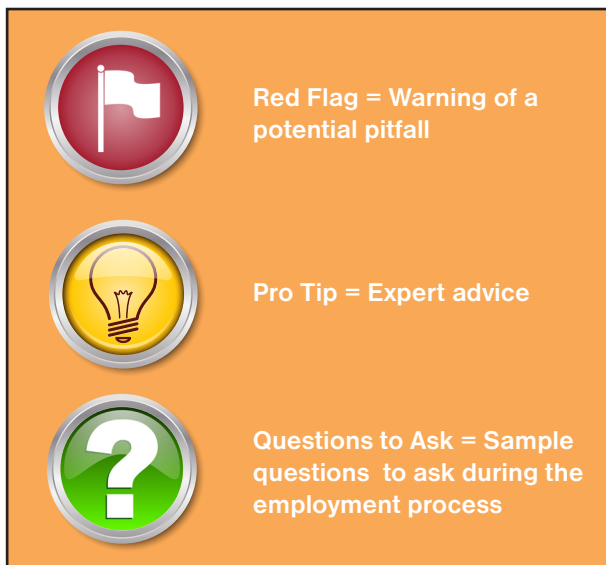 Red Flag = Warning of a
potential pitfall
Pro Tip = Expert advice
Questions to Ask = Sample
questions to ask during the
employment process